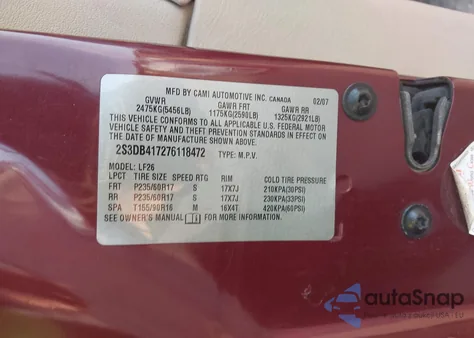 MFD BY CAMI AUTOMOTIVE INC. CANADA 02/07
GVWR GAWR FRT GAWR RR
2475KG(5456LB) 1175KG(2590LB) 1325KG(2921LB)
THIS VEHICLE CONFORMS TO ALL APPLICABLE U.S. FEDERAL MOTOR
VEHICLE SAFETY, BUMPER, AND THEFT PREVENTION STANDARDS IN EFFECT ON
THE DATE OF MANUFACTURE SHOWN ABOVE.
2S3DB417276118472 TYPE: M.P.V.
MODEL: LF26
LPCT TIRE SIZE SPEED RTG RIM COLD TIRE PRESSURE
FRT P235/60R17 S 17X7J 210KPA(30PSI)
RR P235/60R17 S 17X7J 230KPA(33PSI)
SPA T155/90R16 M 16X4T 420KPA(60PSI)
SEE OWNER'S MANUAL FOR MORE INFORMATION
autoSnap